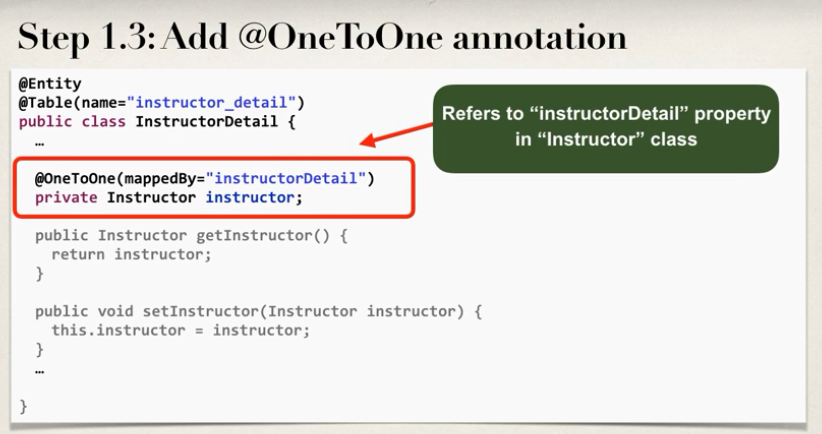 Step 1.3: Add @OneToOne annotation
@Entity
@Table(name="instructor_detail")
public class InstructorDetail {
…
Refers to “instructorDetail” property
in “Instructor” class
@OneToOne(mappedBy="instructorDetail")
private Instructor instructor;
public Instructor getInstructor() {
return instructor;
}
public void setInstructor(Instructor instructor) {
this.instructor = instructor;
}
…
}